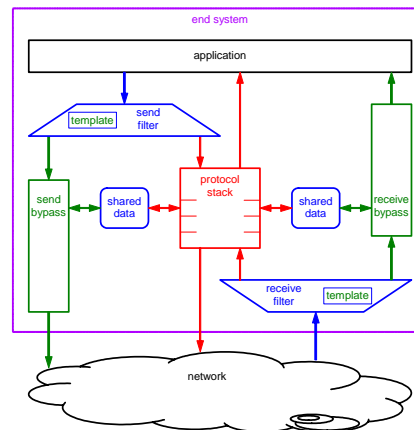 end system
application
template
send
filter
send
bypass
shared
data
protocol
stack
shared
data
receive
bypass
receive
filter
template
network